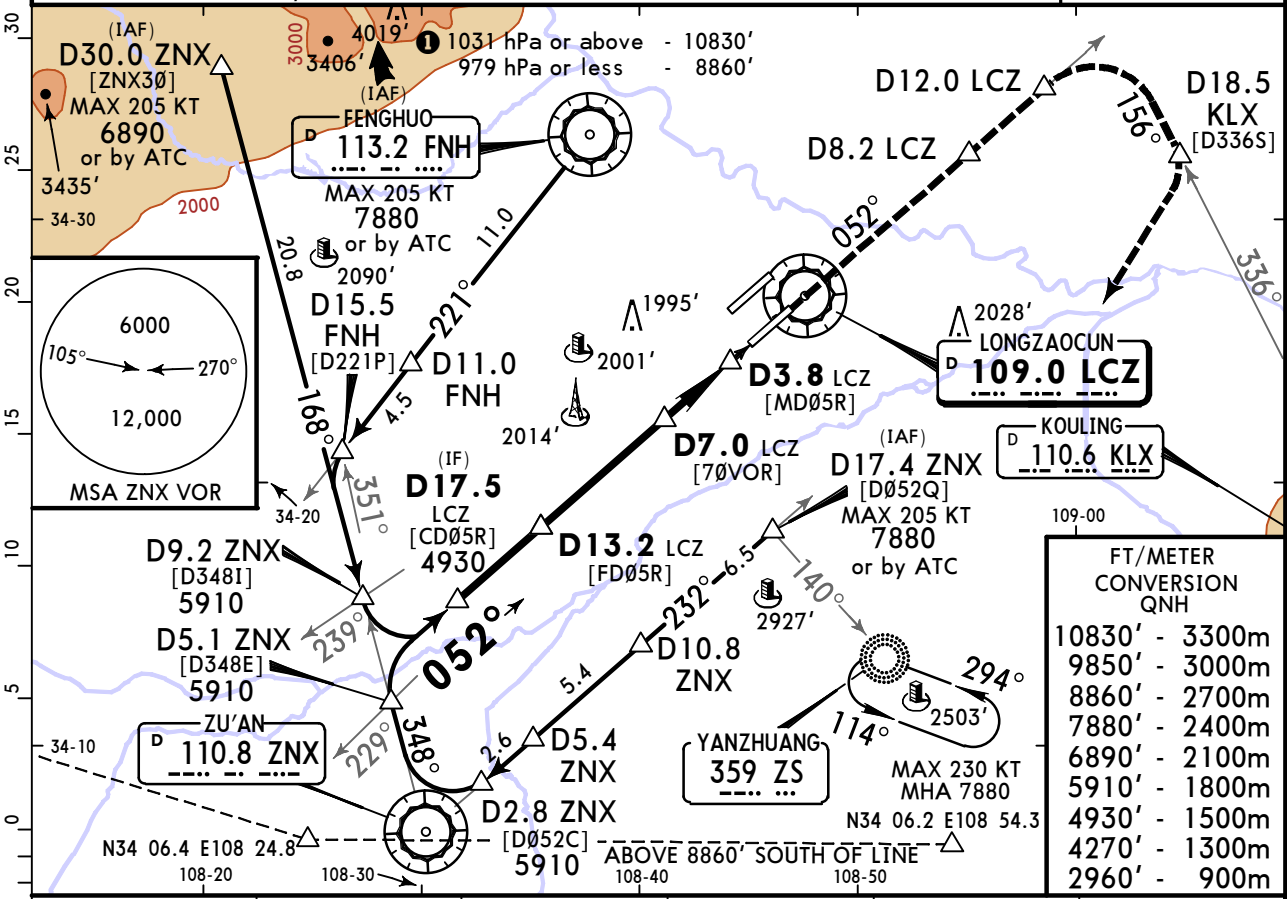 (IAF)
D30.0 ZNX
[ZNX3Ø]
MAX 205 KT
6890
or by ATC
3435'
34-30
2000
3000
3406'
4019'
1 1031 hPa or above - 10830'
979 hPa or less - 8860'
(IAF)
FENGHUO
D 113.2 FNH
MAX 205 KT
7880
or by ATC
2090'
D15.5
FNH
[D221P]
20.8
168°
11.0
221°
4.5
D11.0
FNH
1995'
2001'
2014'
D12.0 LCZ
D8.2 LCZ
052°
156°
D18.5
KLX
[D336S]
336°
2028'
LONGZAOCUN
D 109.0 LCZ
KOULING
D 110.6 KLX
109-00
6000
105°
270°
12,000
MSA ZNX VOR
34-20
351°
(IF)
D17.5
LCZ
[CDØ5R]
4930
D3.8 LCZ
[MDØ5R]
D7.0 LCZ
[7ØVOR]
D13.2 LCZ
[FDØ5R]
(IAF)
D17.4 ZNX
[DØ52Q]
MAX 205 KT
7880
or by ATC
D9.2 ZNX
[D348I]
5910
239°
052°
D5.1 ZNX
[D348E]
5910
229°
348°
ZU'AN
D 110.8 ZNX
34-10
6.5
232°
D10.8
ZNX
5.4
D5.4
ZNX
2.6
D2.8 ZNX
[DØ52C]
5910
140°
2927'
294°
2503'
114°
YANZHUANG
359 ZS
MAX 230 KT
MHA 7880
N34 06.2 E108 54.3
N34 06.4 E108 24.8
ABOVE 8860' SOUTH OF LINE
108-20
108-30
108-40
108-50
30
25
20
15
10
5
0
FT/METER
CONVERSION
QNH
10830' - 3300m
9850' - 3000m
8860' - 2700m
7880' - 2400m
6890' - 2100m
5910' - 1800m
4930' - 1500m
4270' - 1300m
2960' - 900m